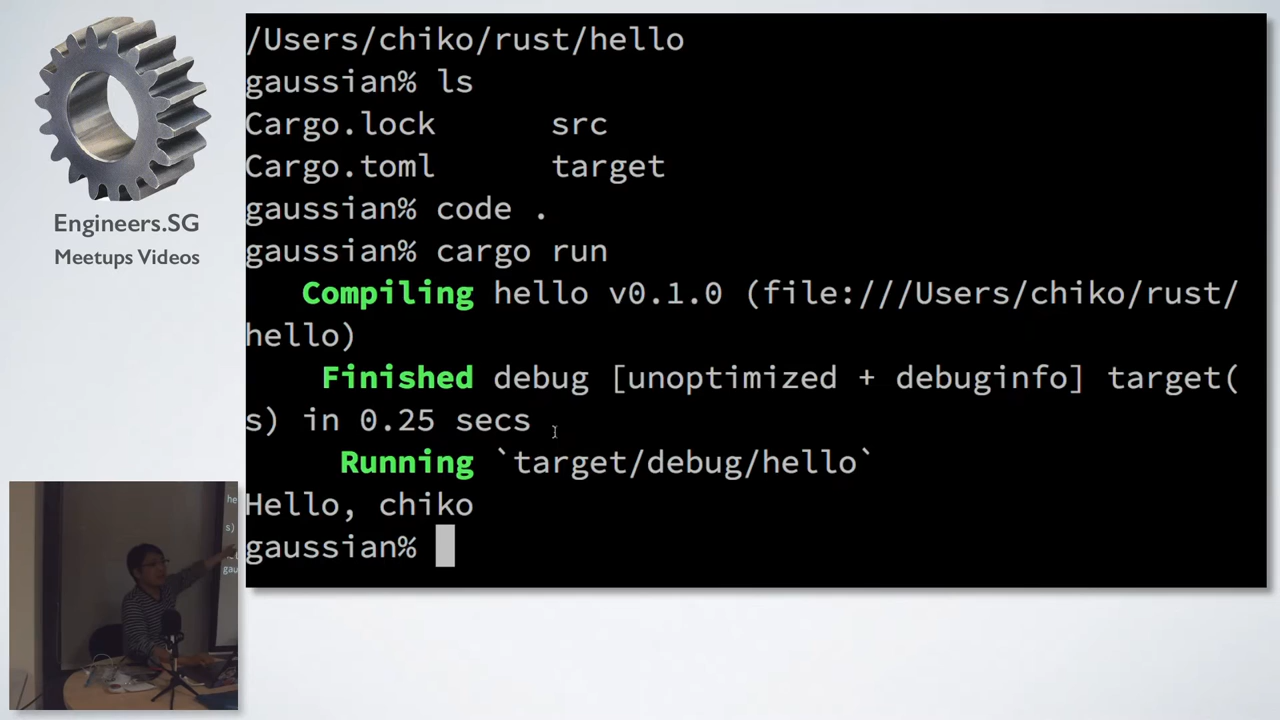 Engineers.SG
Meetups Videos
/Users/chiko/rust/hello
gaussian% ls
Cargo.lock      src
Cargo.toml      target
gaussian% code .
gaussian% cargo run
   Compiling hello v0.1.0 (file:///Users/chiko/rust/
hello)
    Finished debug [unoptimized + debuginfo] target(
s) in 0.25 secs
     Running `target/debug/hello`
Hello, chiko
gaussian%
he
s)
gau